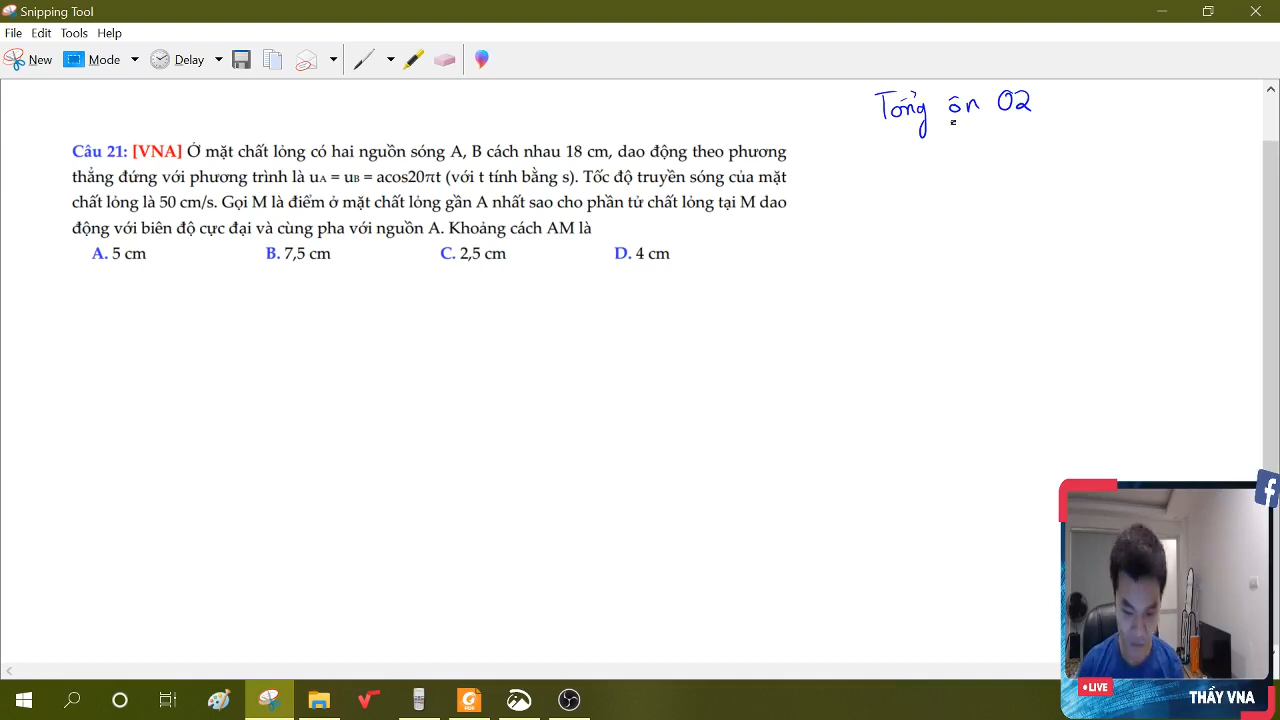 Snipping Tool
File Edit Tools Help
New Mode Delay
Tổng ôn 02
Câu 21: [VNA] Ở mặt chất lỏng có hai nguồn sóng A, B cách nhau 18 cm, dao động theo phương
thẳng đứng với phương trình là uA = uB = acos20πt (với t tính bằng s). Tốc độ truyền sóng của mặt
chất lỏng là 50 cm/s. Gọi M là điểm ở mặt chất lỏng gần A nhất sao cho phần tử chất lỏng tại M dao
động với biên độ cực đại và cùng pha với nguồn A. Khoảng cách AM là
A. 5 cm B. 7,5 cm C. 2,5 cm D. 4 cm
LIVE
THẦY VNA